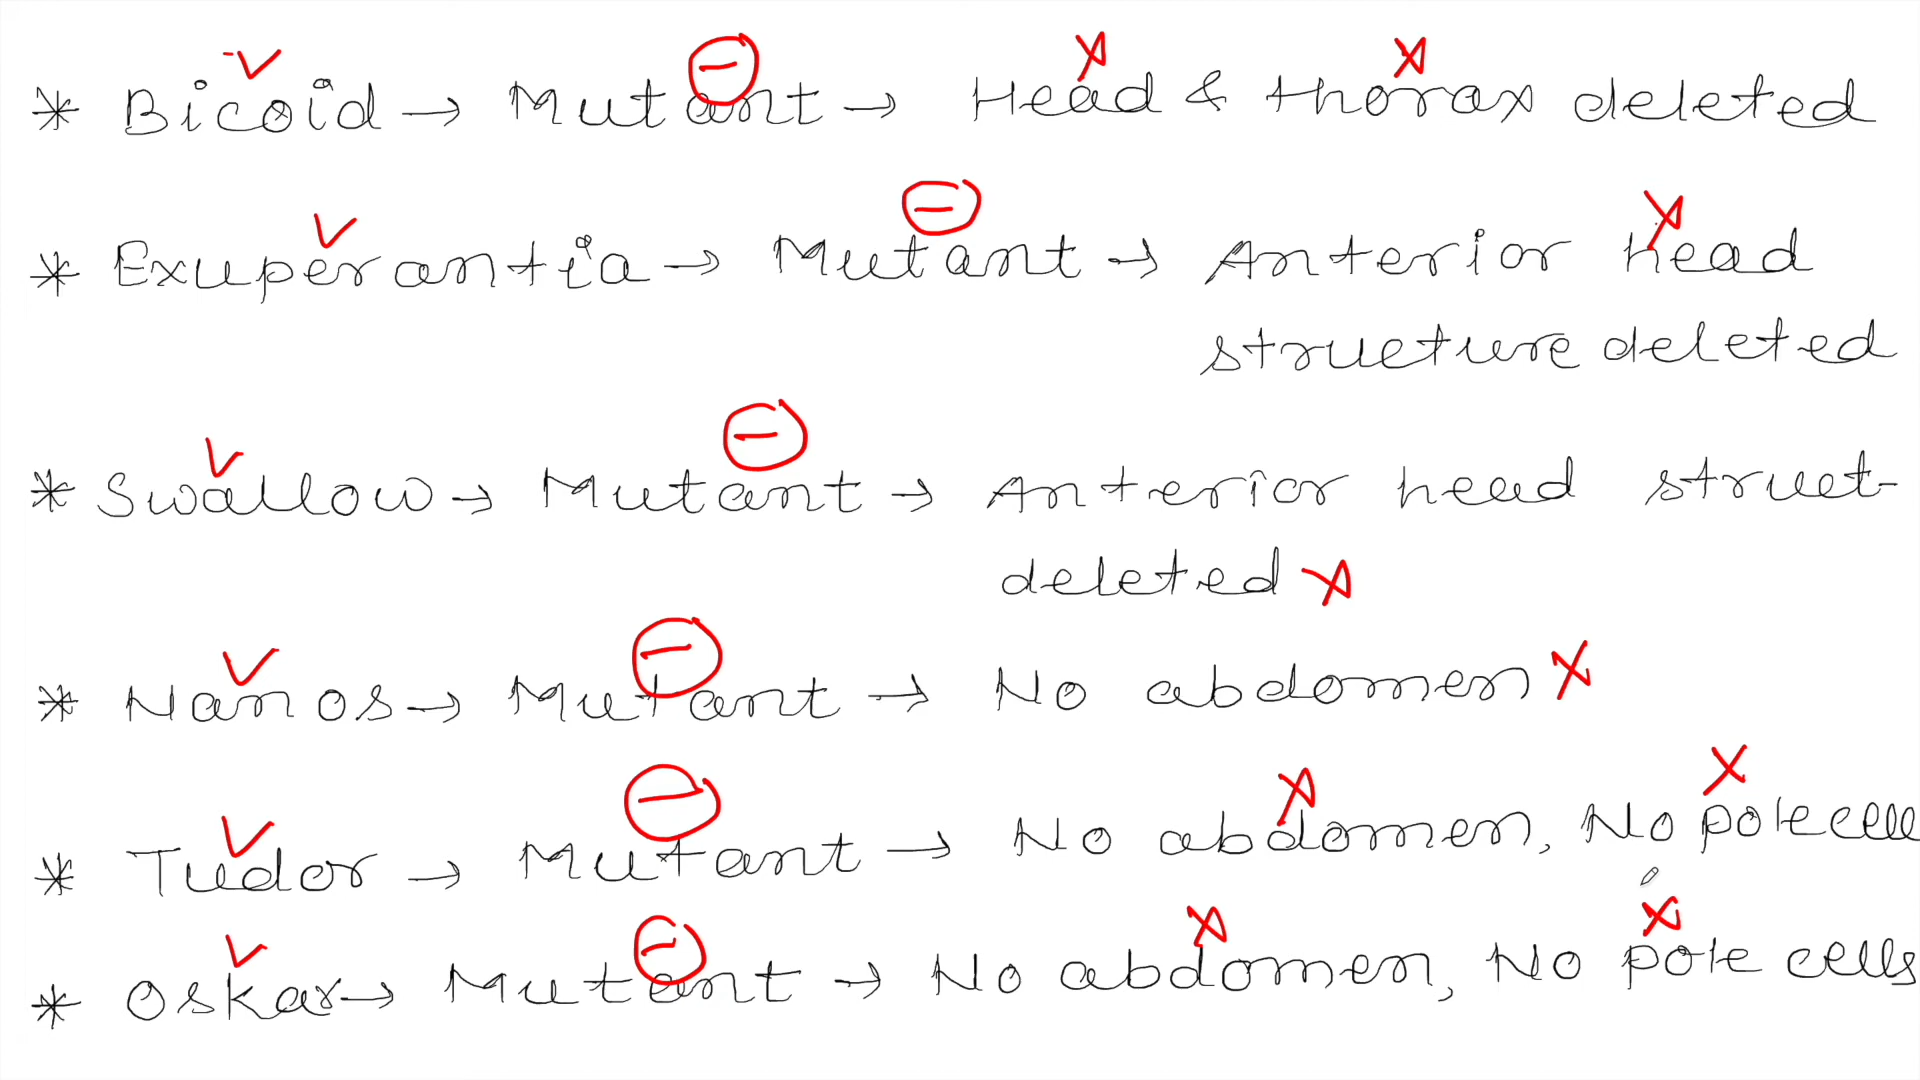 * Bicoid → Mutant → Head & thorax deleted
* Exuperantia → Mutant → Anterior head
structure deleted
* Swallow → Mutant → Anterior head struct-
deleted
* Nanos → Mutant → No abdomen
* Tudor → Mutant → No abdomen, No pole cell
* Oskar → Mutant → No abdomen, No pole cells